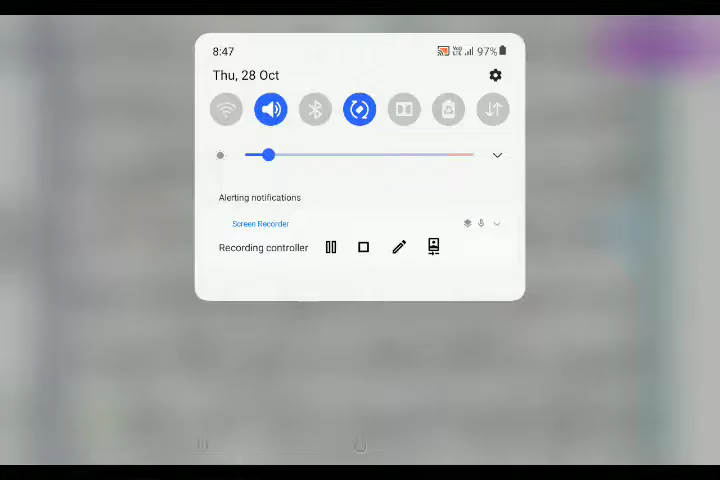 8:47
97%
Thu, 28 Oct
Alerting notifications
Screen Recorder
Recording controller